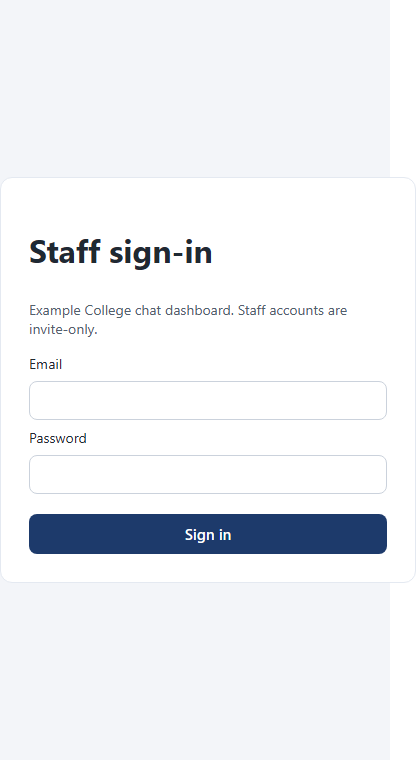 Staff sign-in
Example College chat dashboard. Staff accounts are
invite-only.
Email
Password
Sign in